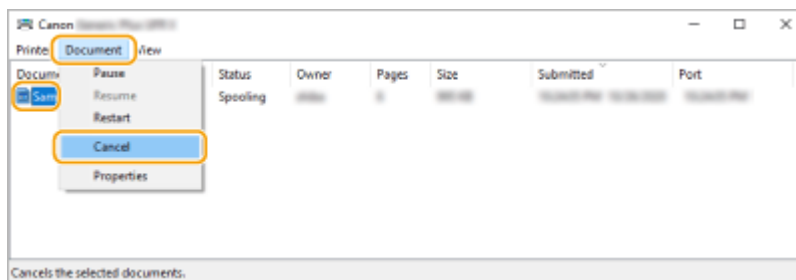 Canon
Printe Document View
Docum Status Owner Pages Size Submitted Port
Sam Spooling
Pause
Resume
Restart
Cancel
Properties
Cancels the selected documents.